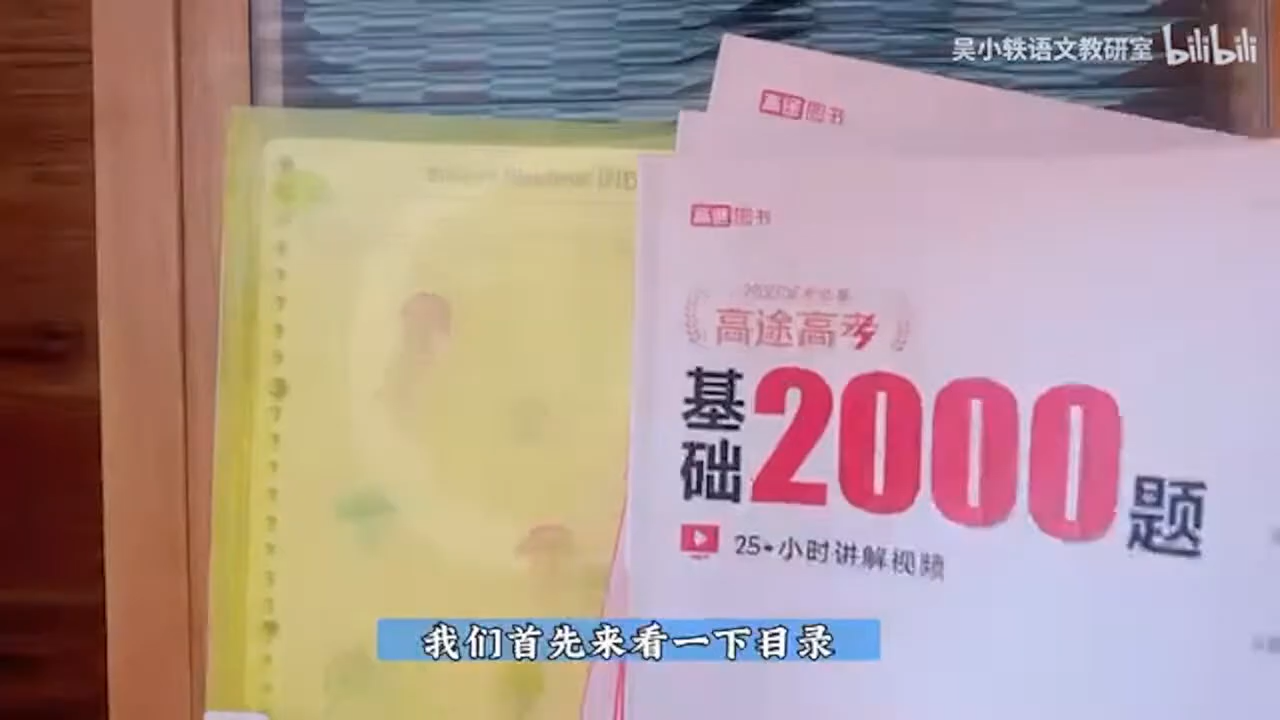 吴小轶语文教研室 bilibili
高途图书
高途图书
高途高考
基础2000题
25+小时讲解视频
我们首先来看一下目录